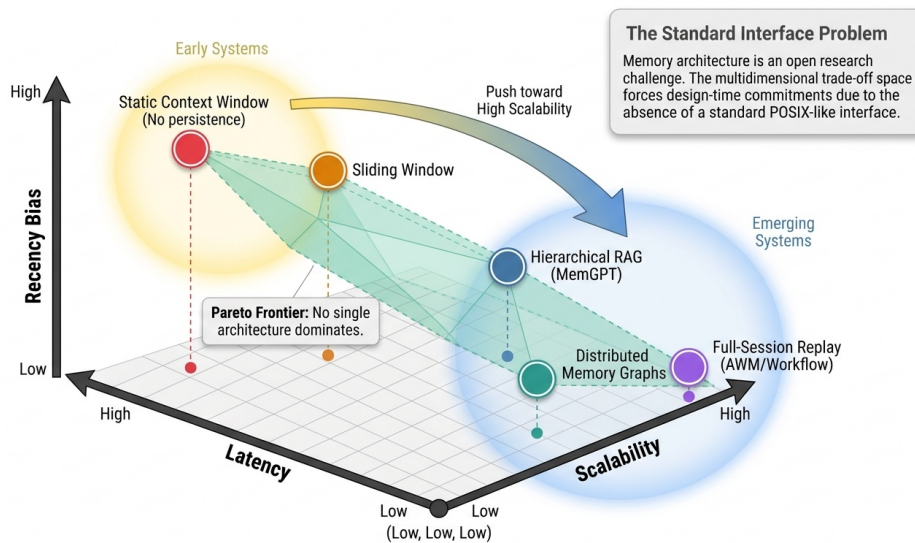 The Standard Interface Problem
Memory architecture is an open research
challenge. The multidimensional trade-off space
forces design-time commitments due to the
absence of a standard POSIX-like interface.
Early Systems
High
Static Context Window
(No persistence)
Push toward
High Scalability
Sliding Window
Recency Bias
Emerging
Systems
Hierarchical RAG
(MemGPT)
Pareto Frontier: No single
architecture dominates.
Full-Session Replay
(AWM/Workflow)
Distributed
Memory Graphs
Low
High
High
Latency
Scalability
Low
Low
(Low, Low, Low)